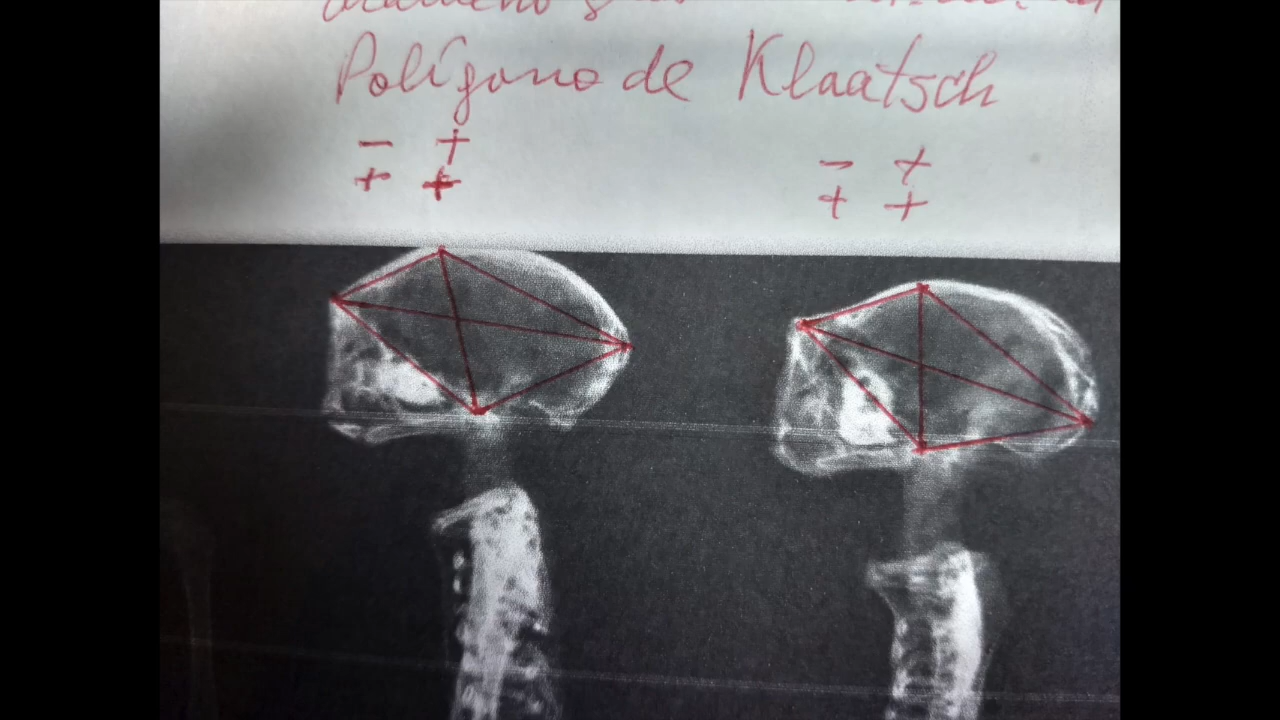 Polígono de Klaatsch
- + - +
+ + + +